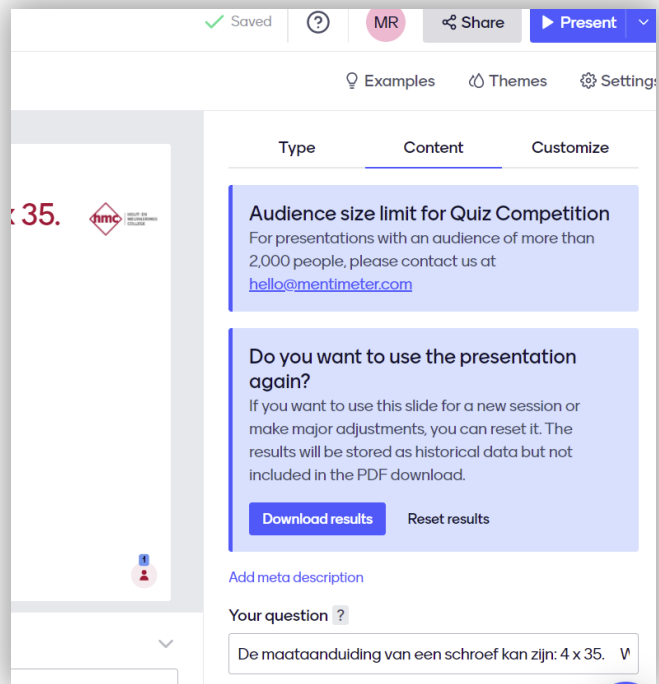 Saved
MR
Share
Present
Examples
Themes
Settings
Type
Content
Customize
x 35.
hmc
HOUT- EN
MEUBILERINGS
COLLEGE
Audience size limit for Quiz Competition
For presentations with an audience of more than
2,000 people, please contact us at
hello@mentimeter.com
Do you want to use the presentation
again?
If you want to use this slide for a new session or
make major adjustments, you can reset it. The
results will be stored as historical data but not
included in the PDF download.
Download results
Reset results
1
Add meta description
Your question ?
De maataanduiding van een schroef kan zijn: 4 x 35. W